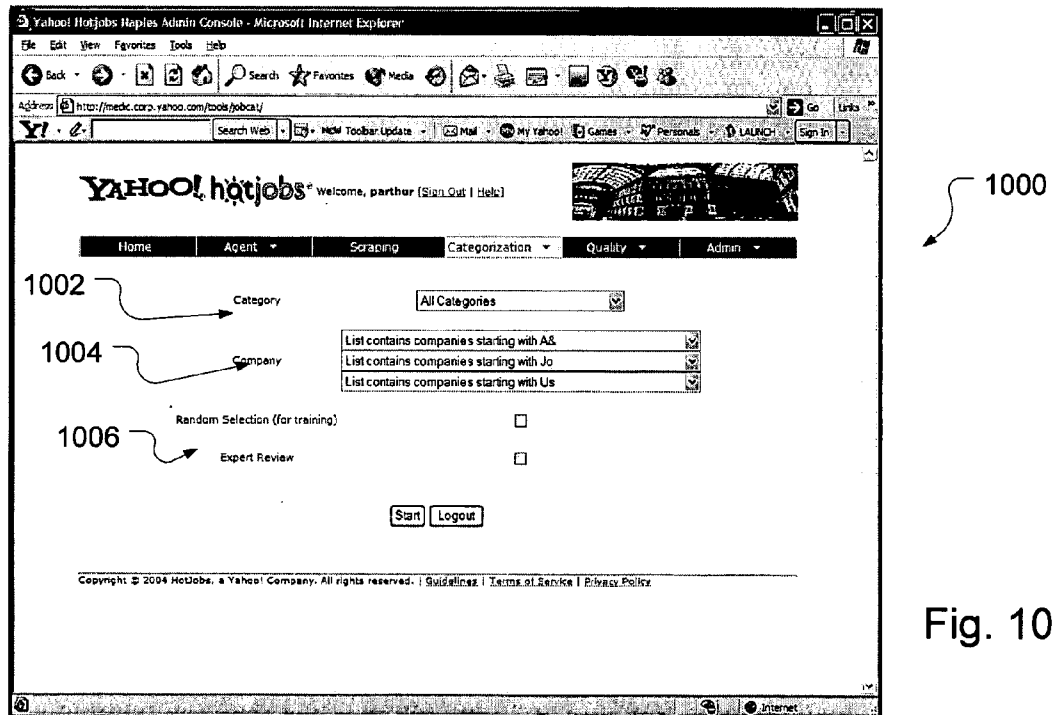 Yahoo! Hotjobs Naples Admin Console - Microsoft Internet Explorer
File Edit View Favorites Tools Help
Back Search Favorites Media
Address http://medic.corp.yahoo.com/tools/jobcat/ Go Links
Y! Search Web Toolbar Update Mail My Yahoo! Games Personals LAUNCH Sign In
YAHOO! hotjobs Welcome, parthur [Sign Out | Help]
1000
Home Agent Scraping Categorization Quality Admin
1002
Category All Categories
1004
Company List contains companies starting with A&
List contains companies starting with Jo
List contains companies starting with Us
Random Selection (for training)
1006
Expert Review
Start Logout
Copyright © 2004 HotJobs, a Yahoo! Company. All rights reserved. | Guidelines | Terms of Service | Privacy Policy
Fig. 10
Internet